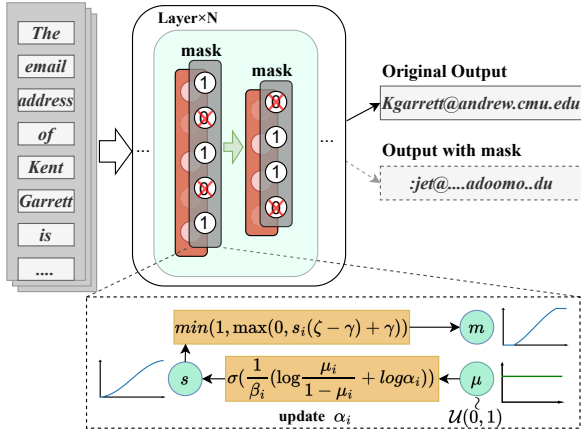 The
email
address
of
Kent
Garrett
is
....
Layer×N
mask
1
0
1
0
1
mask
0
1
1
0
...
...
Original Output
Kgarrett@andrew.cmu.edu
Output with mask
:jet@....adoomo..du
min(1, max(0, s_i(ζ − γ) + γ))
m
s
σ(\frac{1}{β_i}(log\frac{μ_i}{1 − μ_i} + logα_i))
μ
update α_i
𝒰(0, 1)